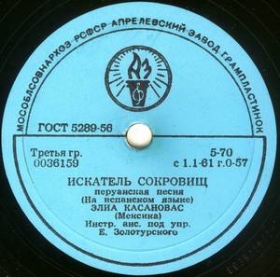 МОСОБЛСОВНАРХОЗ-РСФСР-АПРЕЛЕВСКИЙ ЗАВОД ГРАМПЛАСТИНОК
ГОСТ 5289-56
Третья гр. 5-70
0036159 с 1.1-61 г.0-57
ИСКАТЕЛЬ СОКРОВИЩ
перуанская песня
(На испанском языке)
ЭЛИА КАСАНОВАС
(Мексика)
Инстр. анс. под упр.
Е. Золотурского